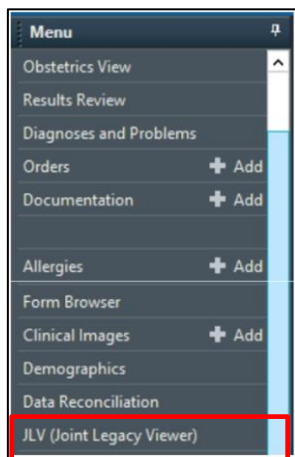 Menu
Obstetrics View
Results Review
Diagnoses and Problems
Orders + Add
Documentation + Add
Allergies + Add
Form Browser
Clinical Images + Add
Demographics
Data Reconciliation
JLV (Joint Legacy Viewer)